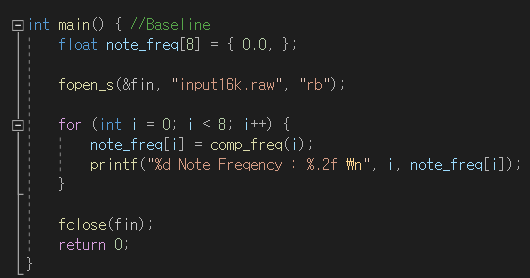 int main() { //Baseline
float note_freq[8] = { 0.0, };
fopen_s(&fin, "input16k.raw", "rb");
for (int i = 0; i < 8; i++) {
note_freq[i] = comp_freq(i);
printf("%d Note Freqency : %.2f ₩n", i, note_freq[i]);
}
fclose(fin);
return 0;
}